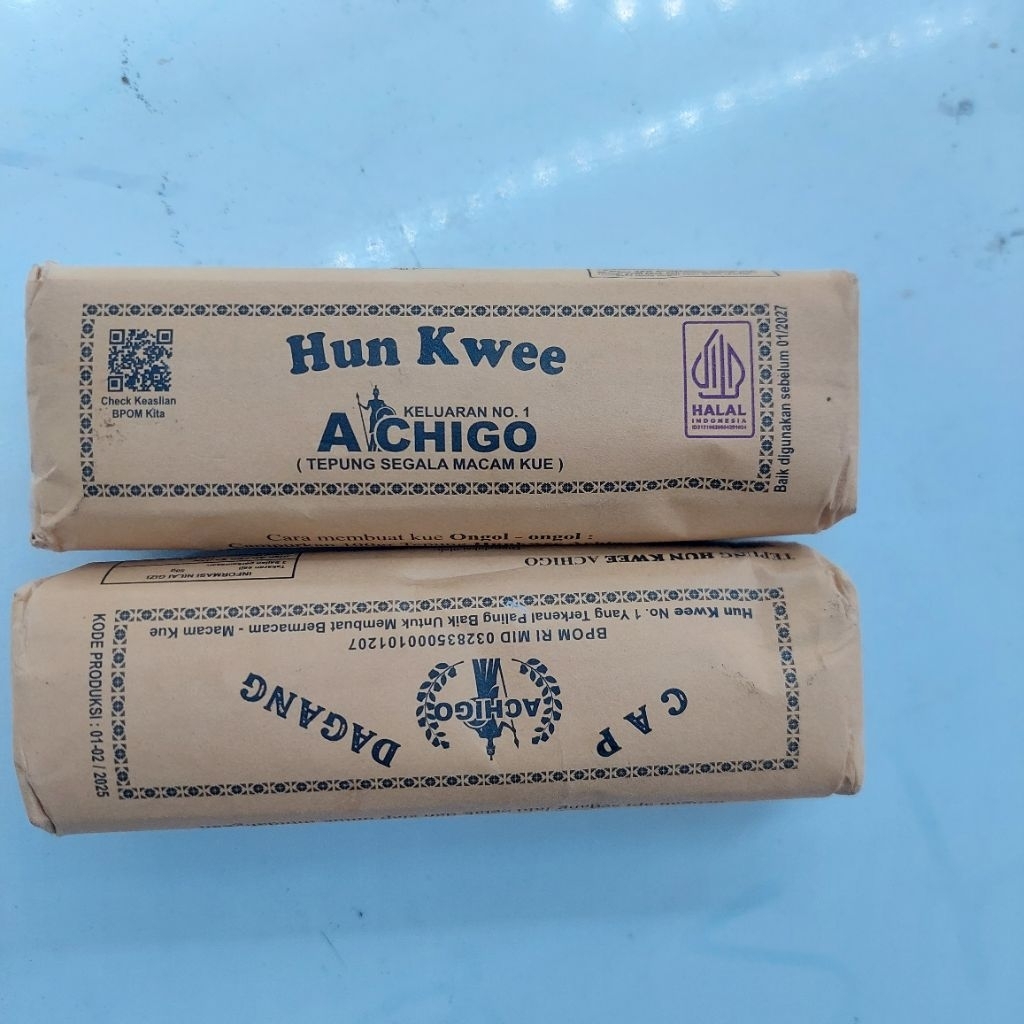 Hun Kwee
KELUARAN NO. 1
ACHIGO
( TEPUNG SEGALA MACAM KUE )
Check Keaslian
BPOM Kita
HALAL
INDONESIA
Baik digunakan sebelum 01/2027
Cara membuat kue Ongol - ongol :
TEPUNG HUN KWEE ACHIGO
INFORMASI NILAI GIZI
Takaran saji
Hun Kwee No. 1 Yang Terkenal Paling Baik Untuk Membuat Bermacam - Macam Kue
BPOM RI MID 032835000101207
CAP
DAGANG
ACHIGO
KODE PRODUKSI : 01-02 / 2025